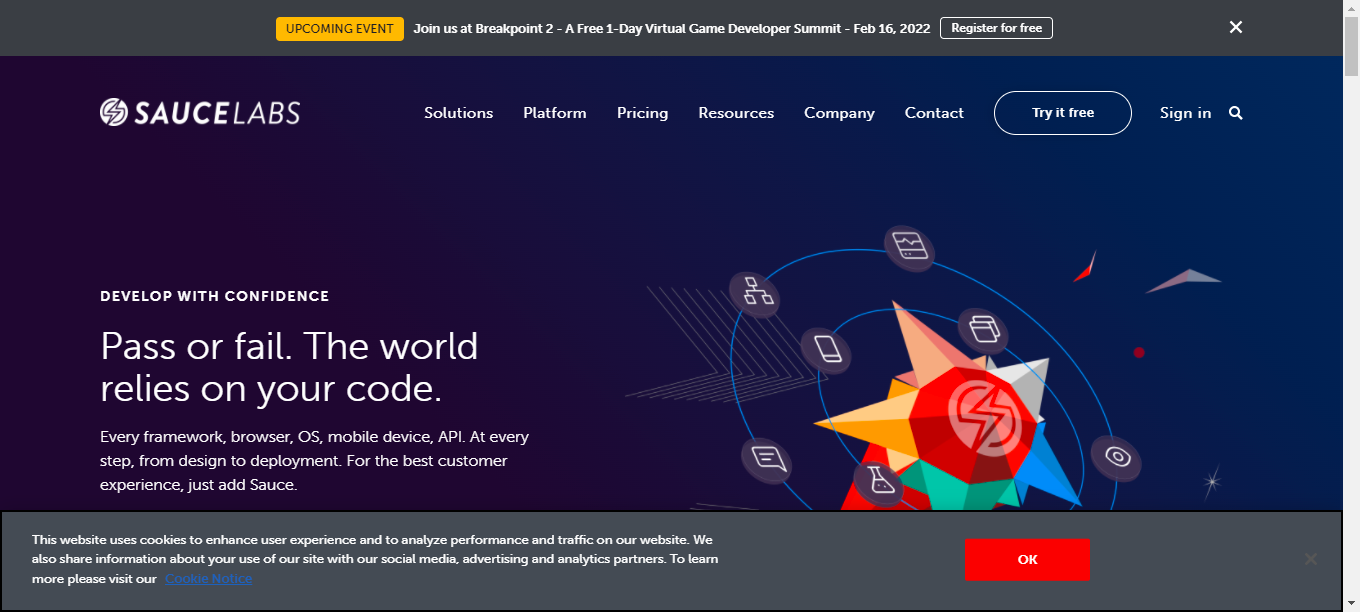 UPCOMING EVENT Join us at Breakpoint 2 - A Free 1-Day Virtual Game Developer Summit - Feb 16, 2022 Register for free
SAUCELABS Solutions Platform Pricing Resources Company Contact Try it free Sign in
DEVELOP WITH CONFIDENCE
Pass or fail. The world
relies on your code.
Every framework, browser, OS, mobile device, API. At every
step, from design to deployment. For the best customer
experience, just add Sauce.
This website uses cookies to enhance user experience and to analyze performance and traffic on our website. We
also share information about your use of our site with our social media, advertising and analytics partners. To learn
more please visit our Cookie Notice
OK